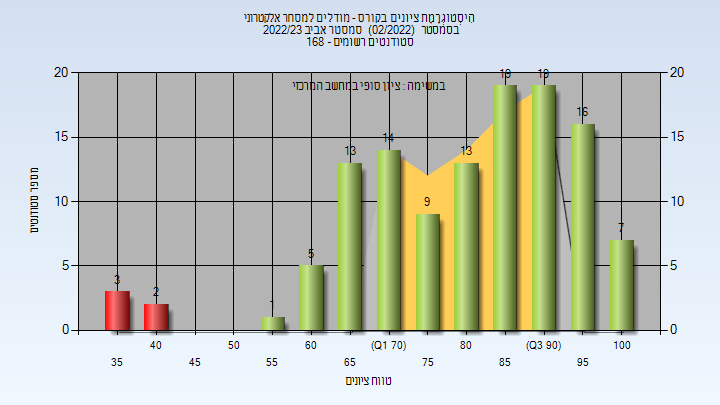 היסטוגרמת ציונים בקורס - מודלים למסחר אלקטרוני
בסמסטר (02/2022) סמסטר אביב 2022/23
סטודנטים רשומים - 168
במשימה : ציון סופי במחשב המרכזי
20 20
15 15
10 10
5 5
0 0
מספר סטודנטים
3 2 1 5 13 14 9 13 19 19 16 7
40 50 60 (Q1 70) 80 (Q3 90) 100
35 45 55 65 75 85 95
טווח ציונים